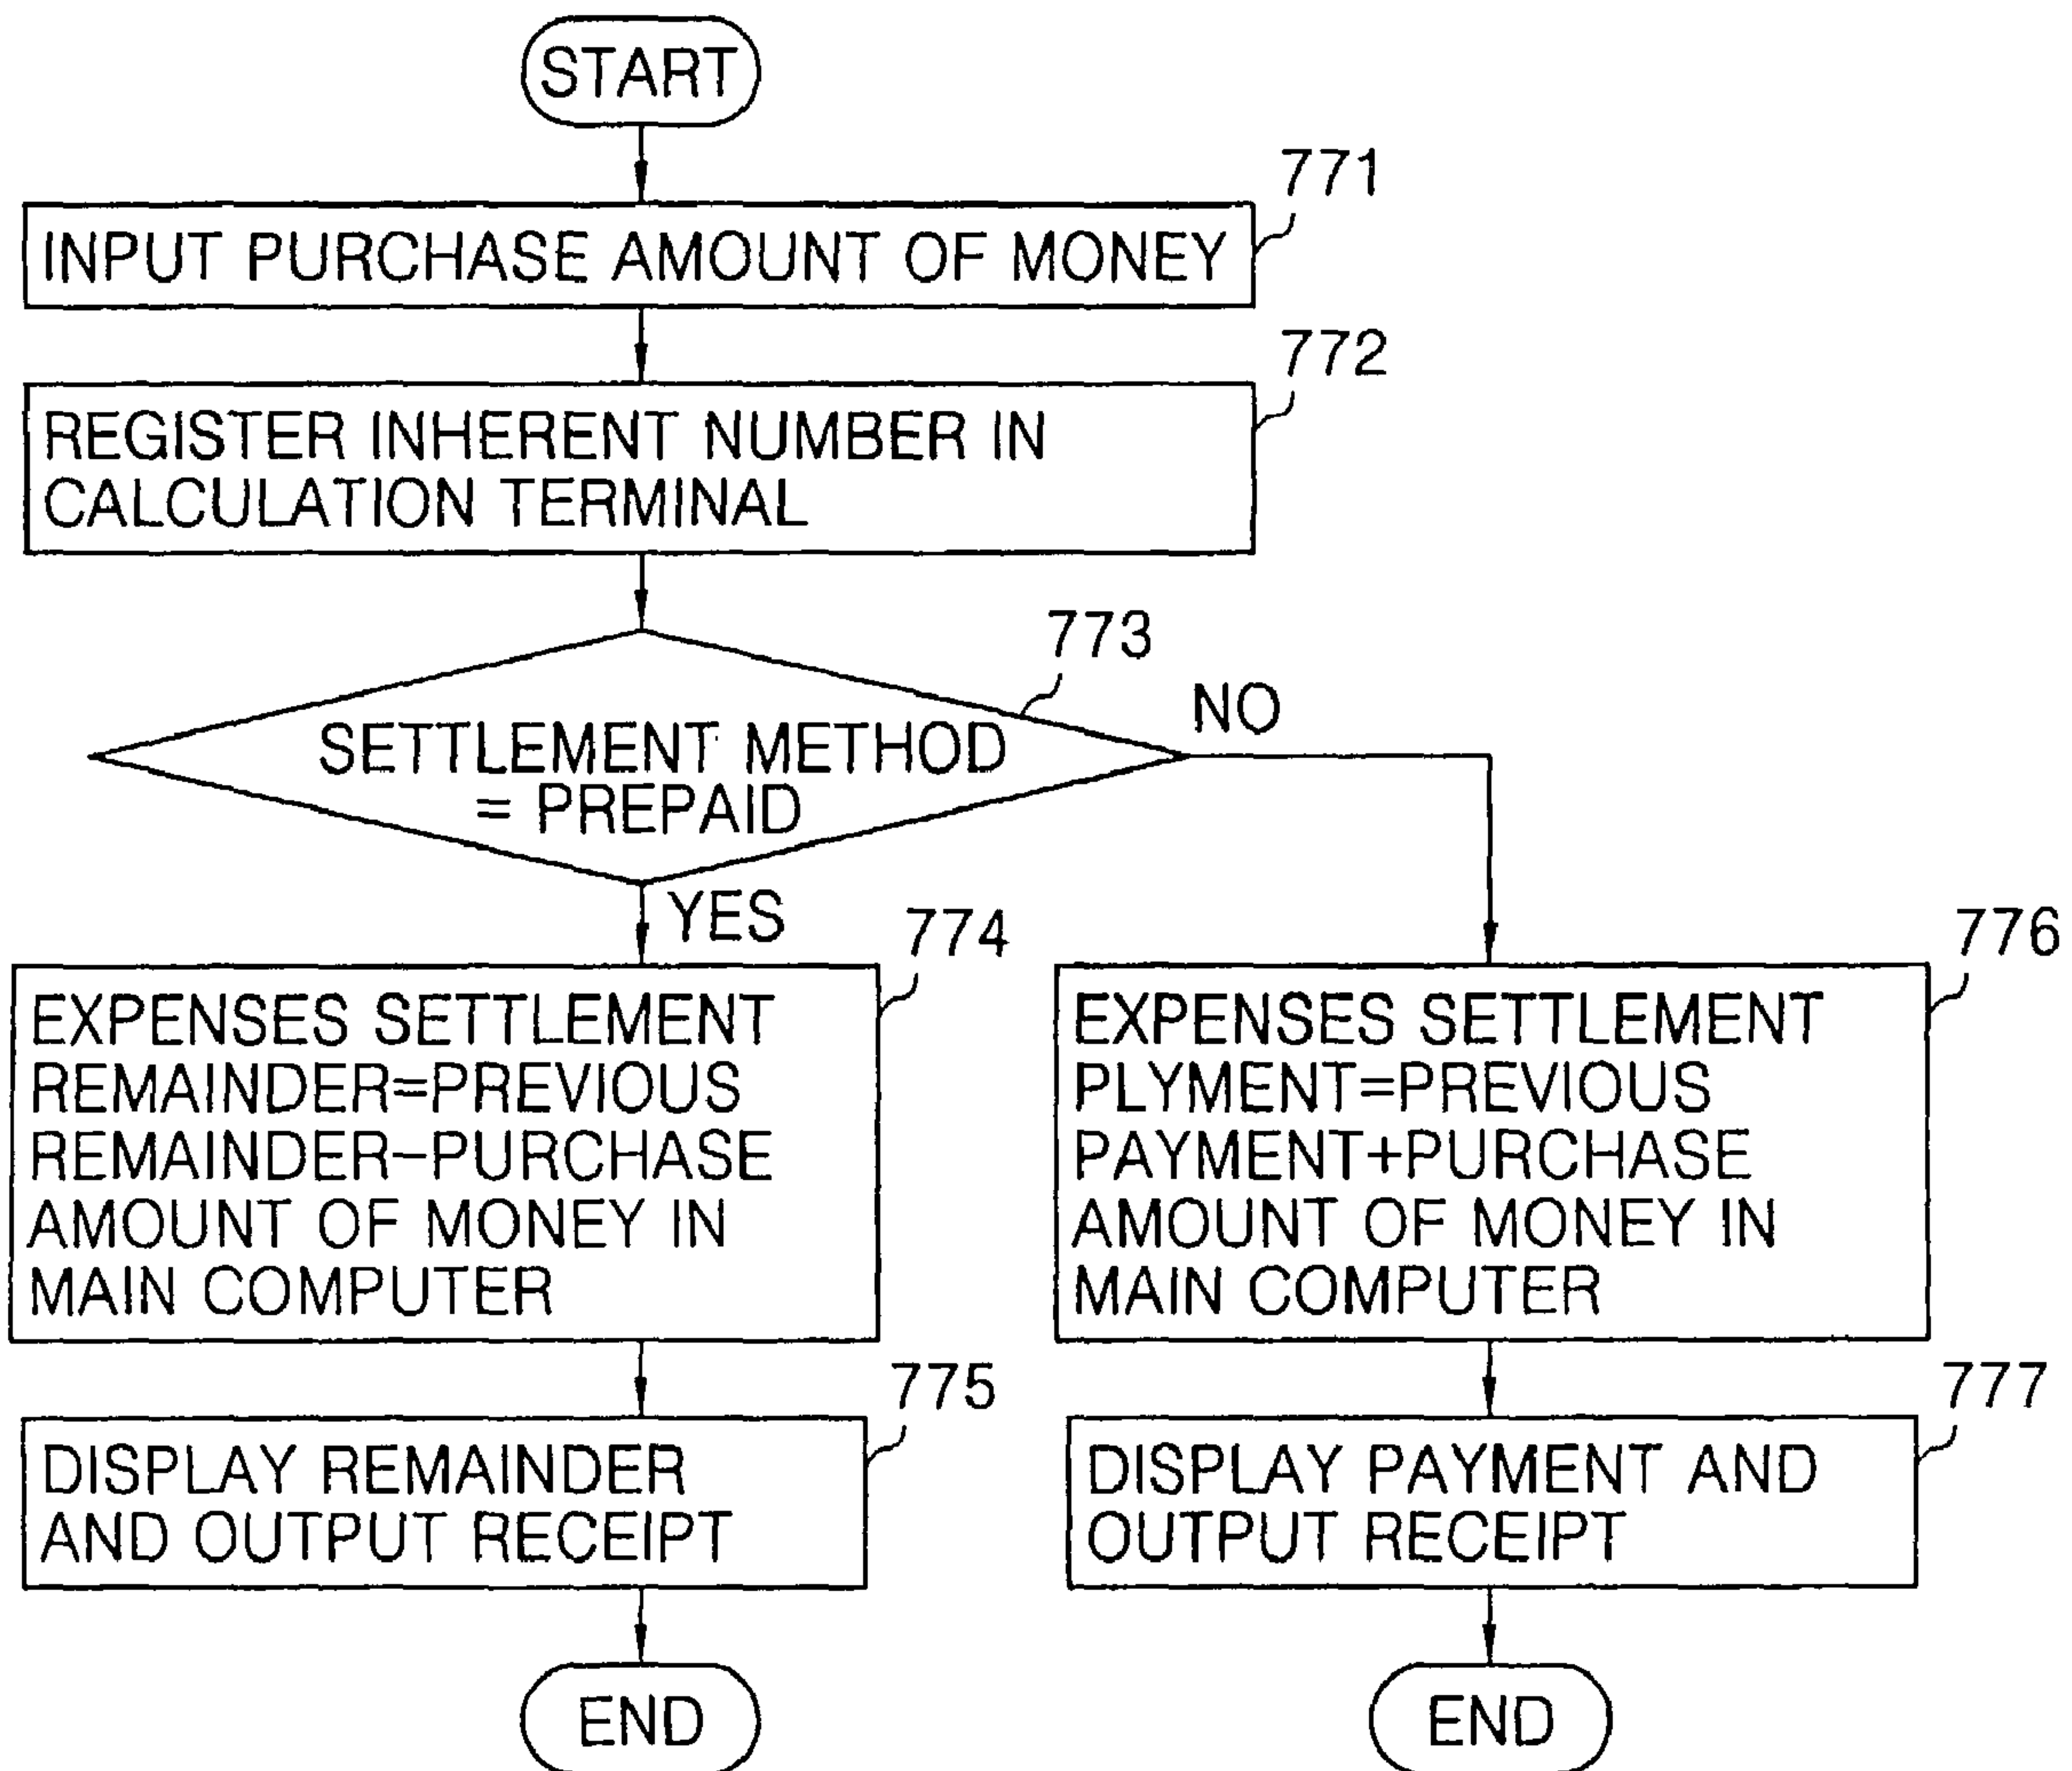 START
771
INPUT PURCHASE AMOUNT OF MONEY
772
REGISTER INHERENT NUMBER IN
CALCULATION TERMINAL
773
SETTLEMENT METHOD
= PREPAID
NO
YES
774
EXPENSES SETTLEMENT
REMAINDER=PREVIOUS
REMAINDER-PURCHASE
AMOUNT OF MONEY IN
MAIN COMPUTER
776
EXPENSES SETTLEMENT
PLYMENT=PREVIOUS
PAYMENT+PURCHASE
AMOUNT OF MONEY IN
MAIN COMPUTER
775
DISPLAY REMAINDER
AND OUTPUT RECEIPT
777
DISPLAY PAYMENT AND
OUTPUT RECEIPT
END
END